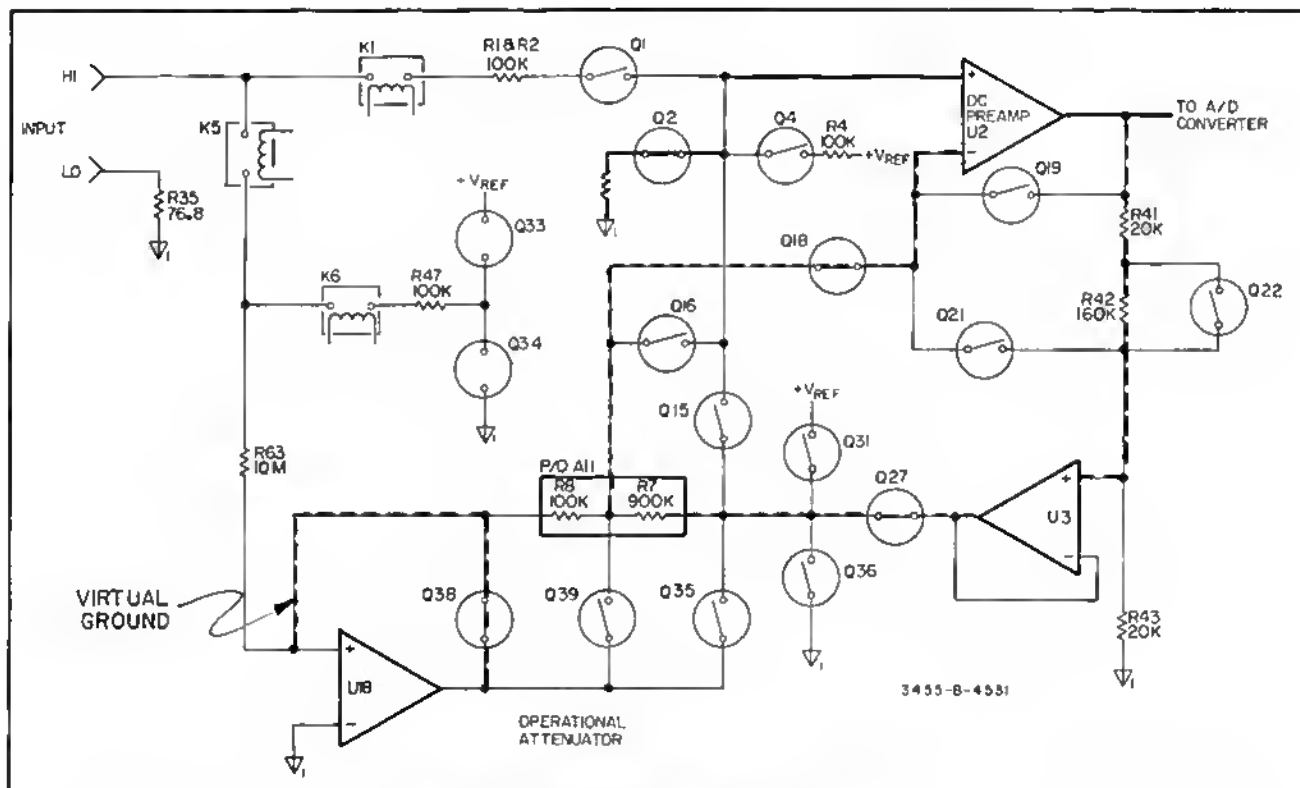 HI
INPUT
LO
R35
76.8
K5
K1
R1&R2
100K
Q1
Q2
Q4
R4
100K
+VREF
+
DC
PREAMP
U2
−
TO A/D
CONVERTER
Q19
R41
20K
+VREF
Q33
Q18
K6
R47
100K
Q34
Q16
R42
160K
Q22
Q21
+VREF
Q15
Q31
R63
10M
P/O A11
R8
100K
R7
900K
Q27
+
U3
−
VIRTUAL
GROUND
Q38
Q39
Q35
Q36
R43
20K
+
U18
−
OPERATIONAL
ATTENUATOR
3455-B-4531